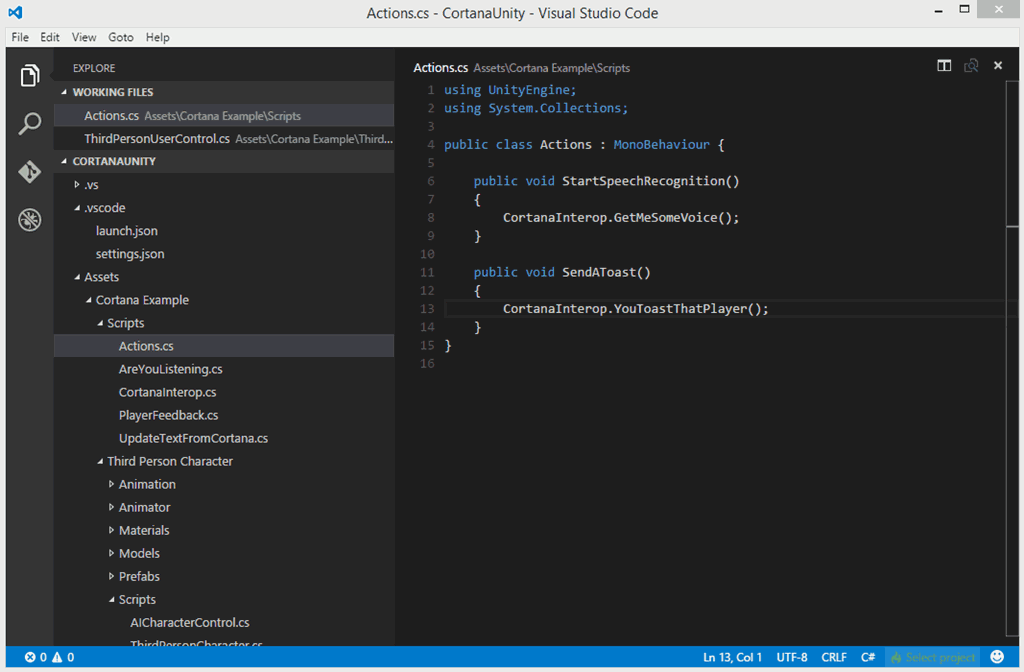 Actions.cs - CortanaUnity - Visual Studio Code
File Edit View Goto Help
EXPLORE
WORKING FILES
Actions.cs Assets\Cortana Example\Scripts
ThirdPersonUserControl.cs Assets\Cortana Example\Third...
CORTANAUNITY
.vs
.vscode
launch.json
settings.json
Assets
Cortana Example
Scripts
Actions.cs
AreYouListening.cs
CortanaInterop.cs
PlayerFeedback.cs
UpdateTextFromCortana.cs
Third Person Character
Animation
Animator
Materials
Models
Prefabs
Scripts
AICharacterControl.cs
ThirdPersonCharacter.cs
Actions.cs Assets\Cortana Example\Scripts
1 using UnityEngine;
2 using System.Collections;
3
4 public class Actions : MonoBehaviour {
5
6 public void StartSpeechRecognition()
7 {
8 CortanaInterop.GetMeSomeVoice();
9 }
10
11 public void SendAToast()
12 {
13 CortanaInterop.YouToastThatPlayer();
14 }
15 }
16
0 0 Ln 13, Col 1 UTF-8 CRLF C# Select project